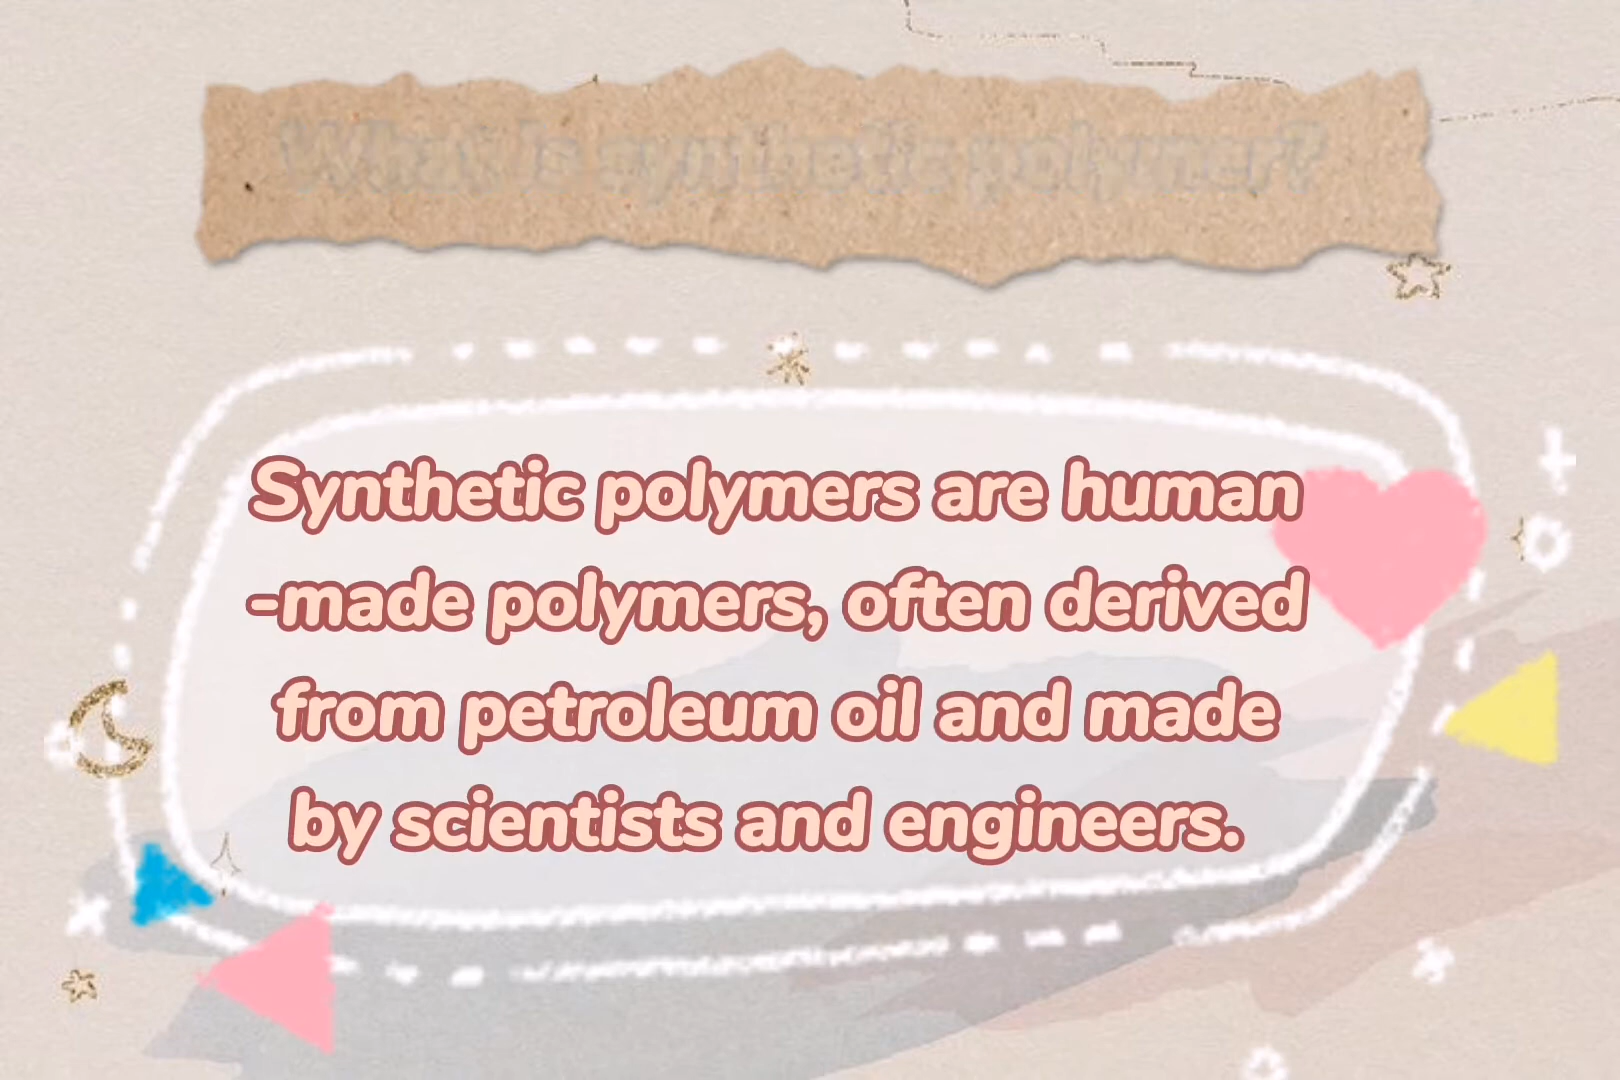 What is synthetic polymer?
Synthetic polymers are human
-made polymers, often derived
from petroleum oil and made
by scientists and engineers.